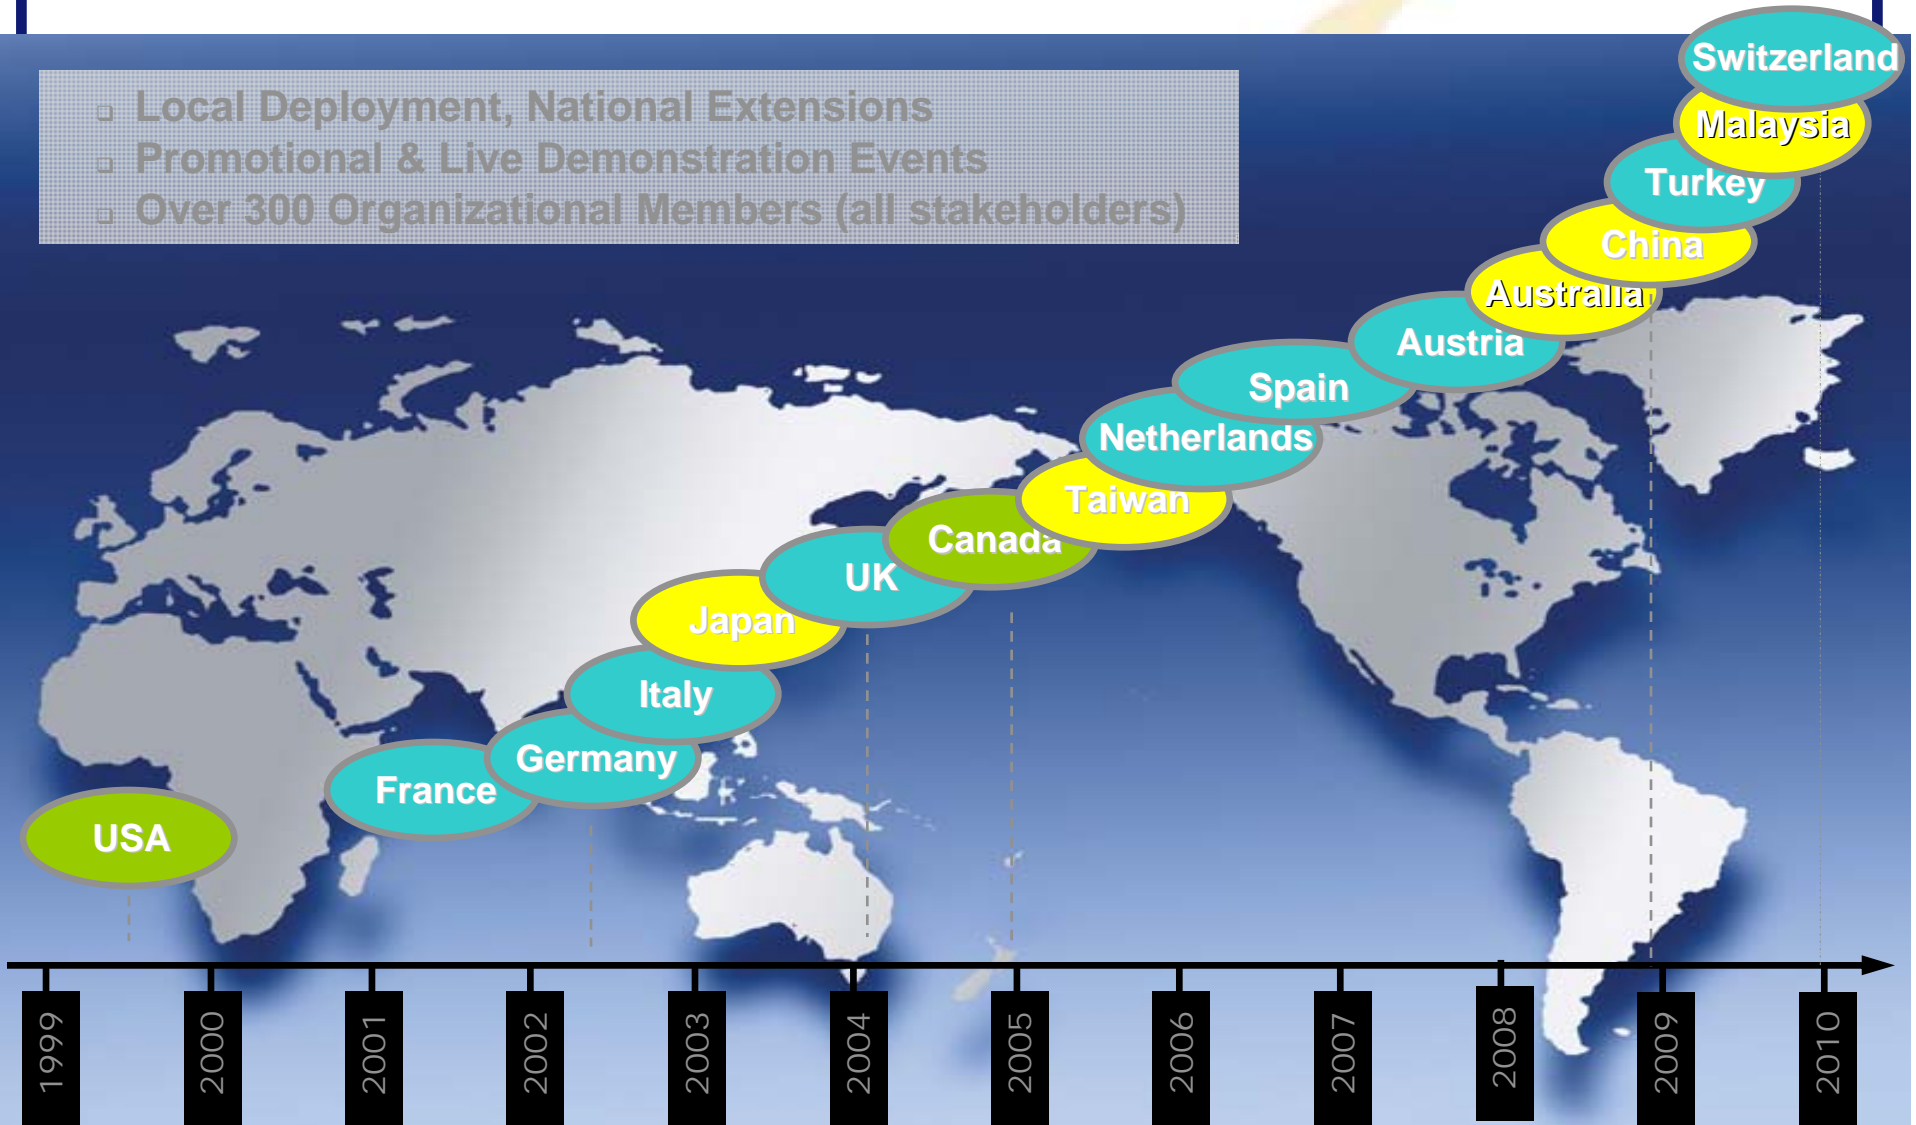 Local Deployment, National Extensions
Promotional & Live Demonstration Events
Over 300 Organizational Members (all stakeholders)
Switzerland
Malaysia
Turkey
China
Australia
Austria
Spain
Netherlands
Taiwan
Canada
UK
Japan
Italy
Germany
France
USA
1999
2000
2001
2002
2003
2004
2005
2006
2007
2008
2009
2010